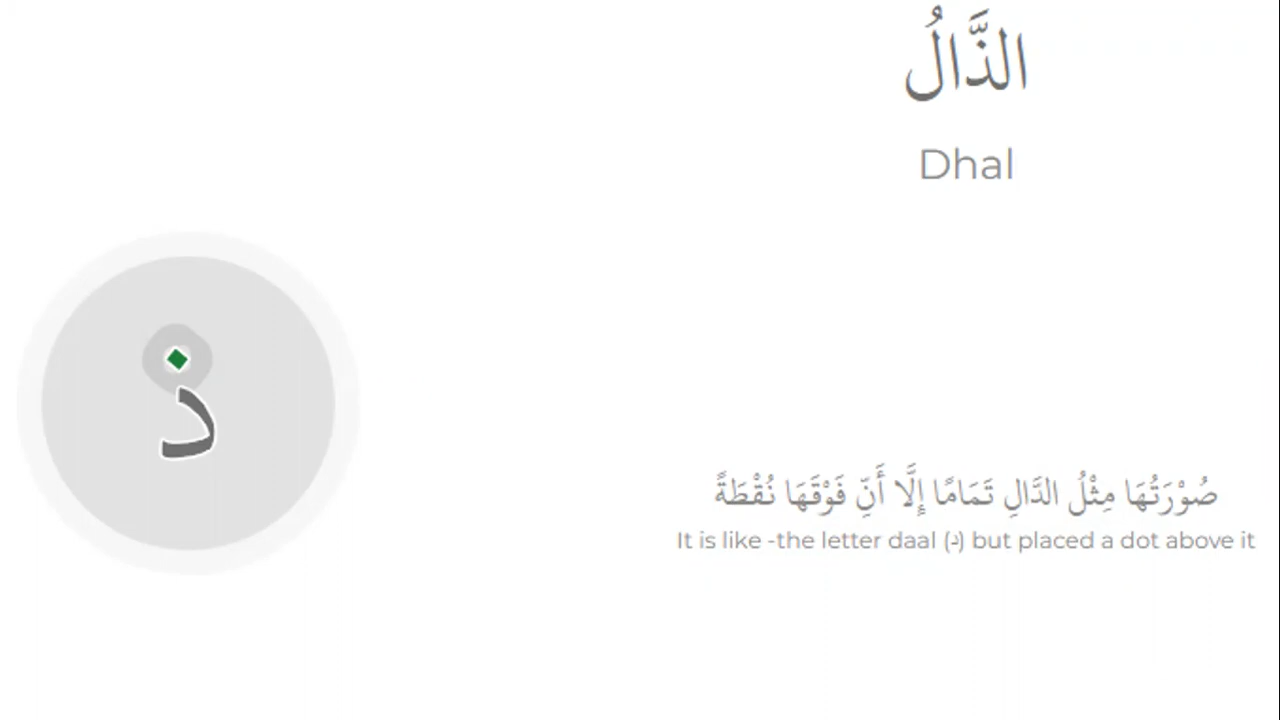 الذَّالُ
Dhal
ذ
صُوْرَتُهَا مِثْلُ الدَّالِ تَمَامًا إِلَّا أَنِّ فَوْقَهَا نُقْطَةً
It is like -the letter daal (د) but placed a dot above it